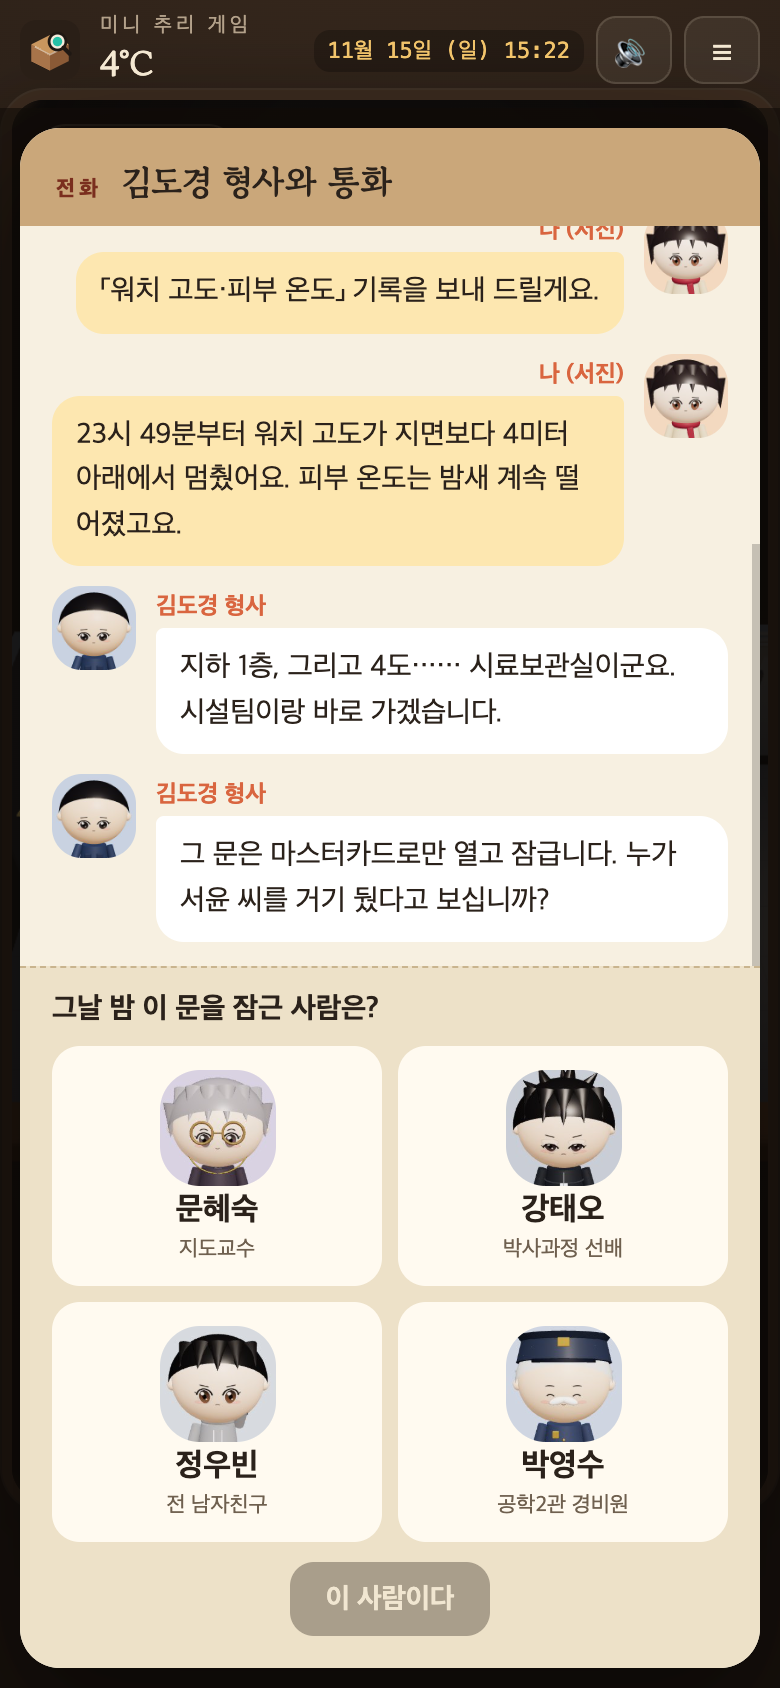 미니 추리 게임
4℃
11월 15일 (일) 15:22
전화 김도경 형사와 통화
나 (서진)
「워치 고도·피부 온도」 기록을 보내 드릴게요.
나 (서진)
23시 49분부터 워치 고도가 지면보다 4미터
아래에서 멈췄어요. 피부 온도는 밤새 계속 떨
어졌고요.
김도경 형사
지하 1층, 그리고 4도…… 시료보관실이군요.
시설팀이랑 바로 가겠습니다.
김도경 형사
그 문은 마스터카드로만 열고 잠급니다. 누가
서윤 씨를 거기 뒀다고 보십니까?
그날 밤 이 문을 잠근 사람은?
문혜숙
지도교수
강태오
박사과정 선배
정우빈
전 남자친구
박영수
공학2관 경비원
이 사람이다